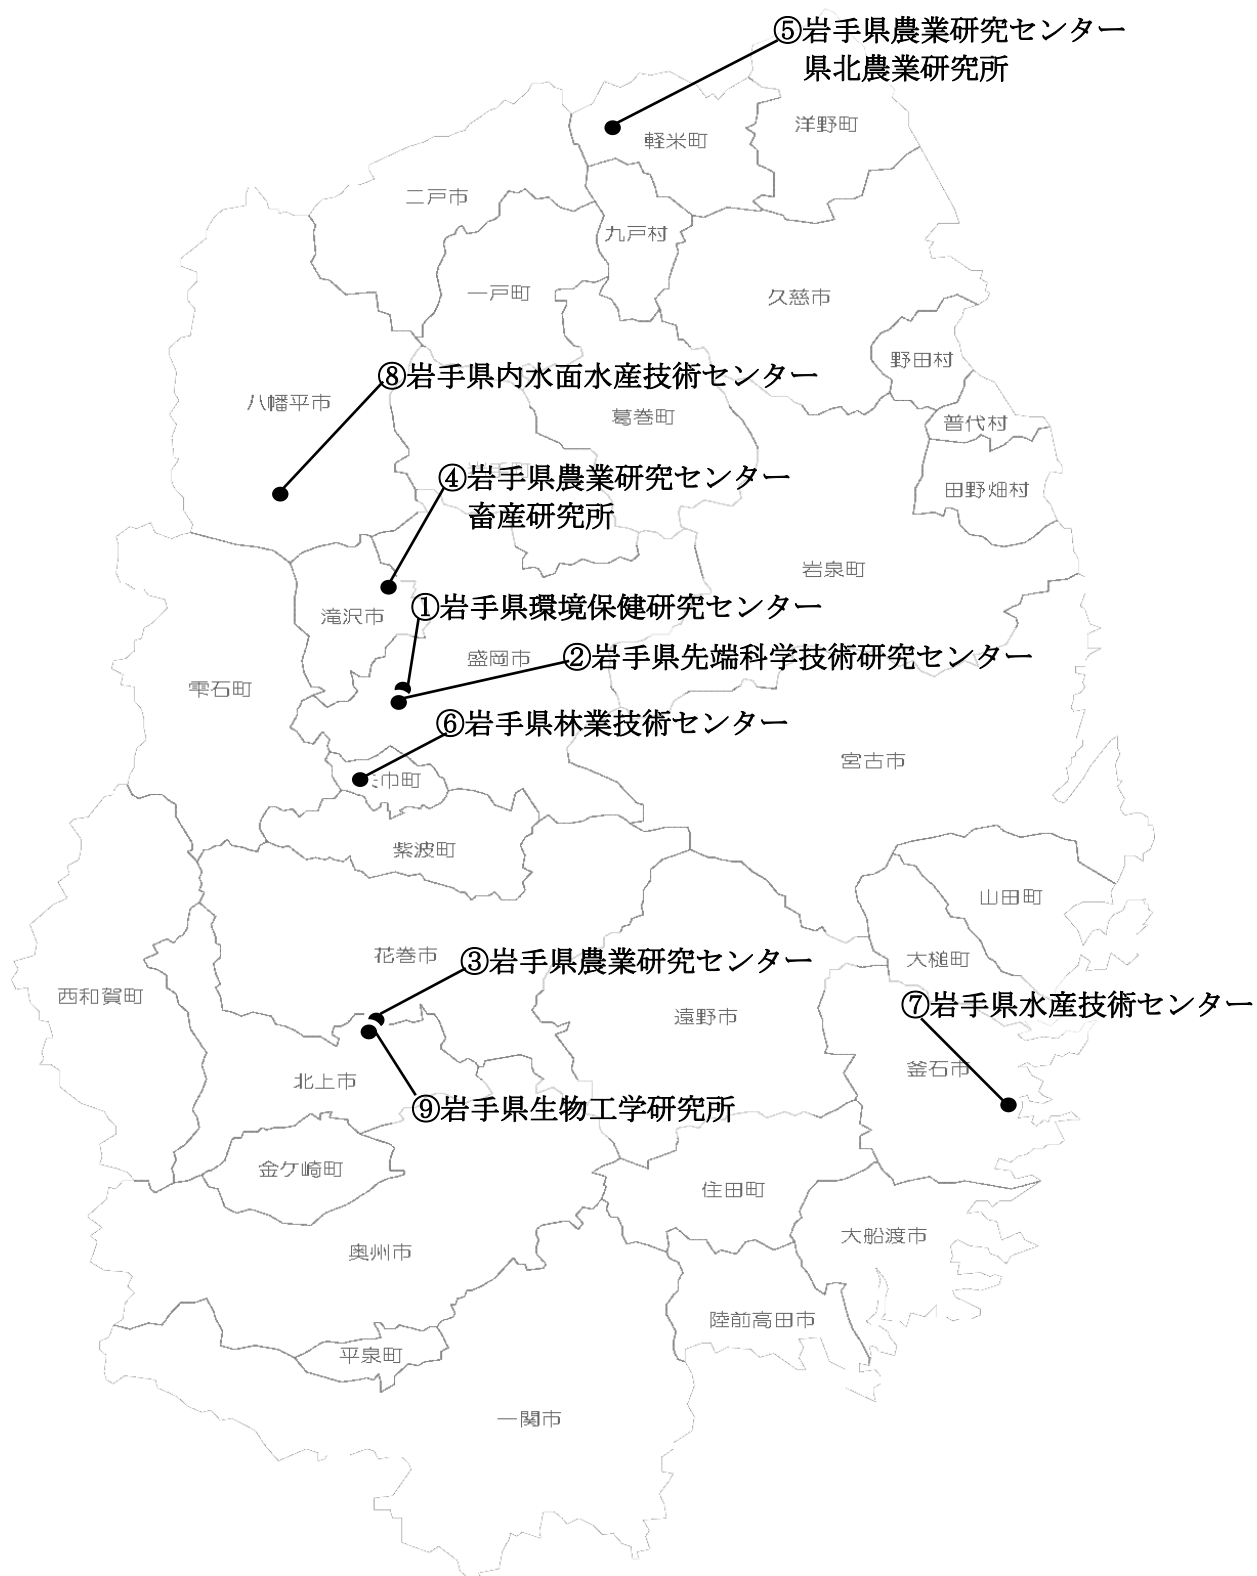 ⑤岩手県農業研究センター
県北農業研究所
洋野町
軽米町
二戸市
九戸村
一戸町
久慈市
野田村
⑧岩手県内水面水産技術センター
八幡平市
葛巻町
普代村
④岩手県農業研究センター
畜産研究所
田野畑村
岩泉町
①岩手県環境保健研究センター
滝沢市
盛岡市
②岩手県先端科学技術研究センター
雫石町
⑥岩手県林業技術センター
宮古市
巾町
紫波町
山田町
花巻市
③岩手県農業研究センター
大槌町
西和賀町
⑦岩手県水産技術センター
遠野市
釜石市
北上市
⑨岩手県生物工学研究所
金ケ崎町
住田町
大船渡市
奥州市
陸前高田市
平泉町
一関市